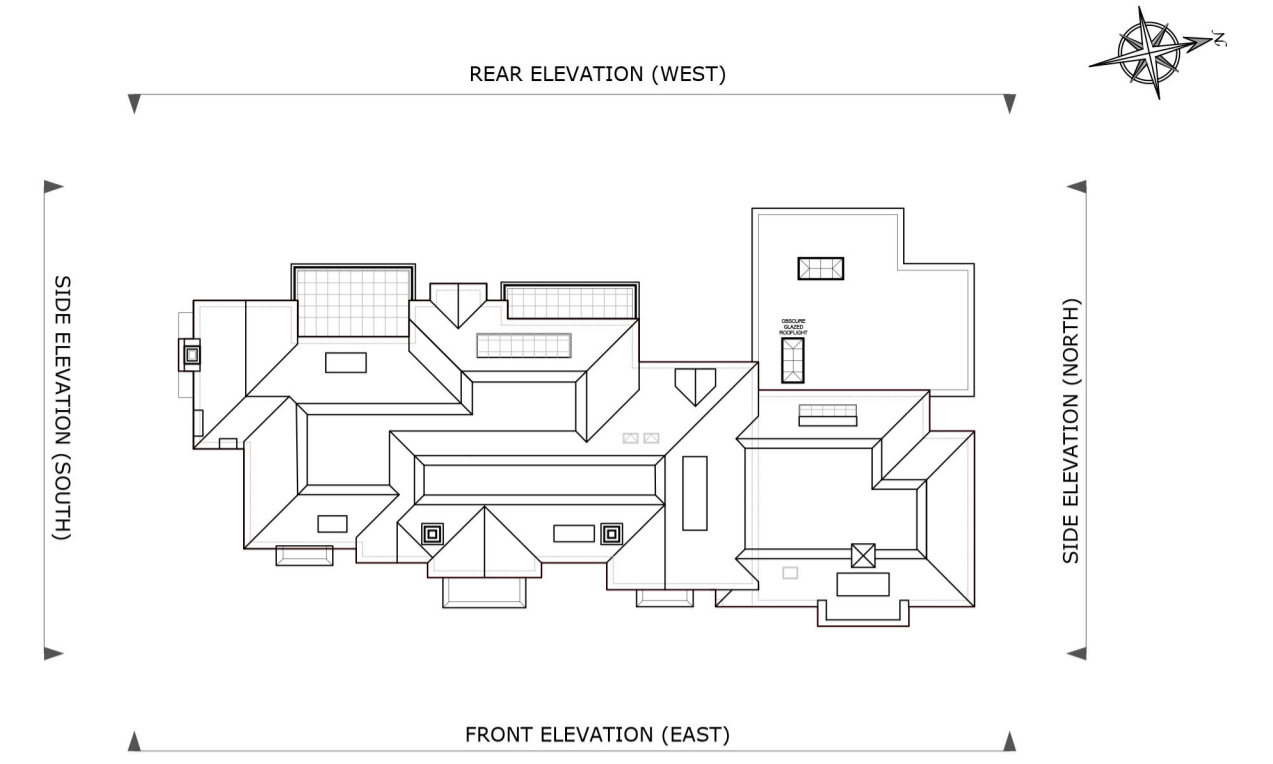 N
REAR ELEVATION (WEST)
SIDE ELEVATION (SOUTH)
OBSCURE
GLAZED
ROOFLIGHT
SIDE ELEVATION (NORTH)
FRONT ELEVATION (EAST)